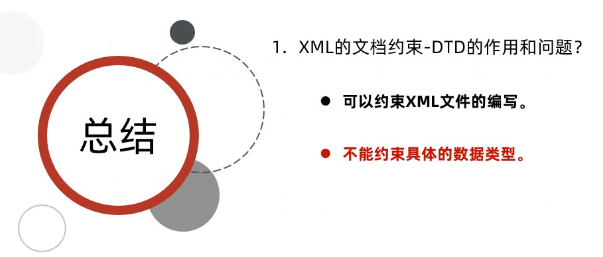 总结
1. XML的文档约束-DTD的作用和问题?
● 可以约束XML文件的编写。
● 不能约束具体的数据类型。